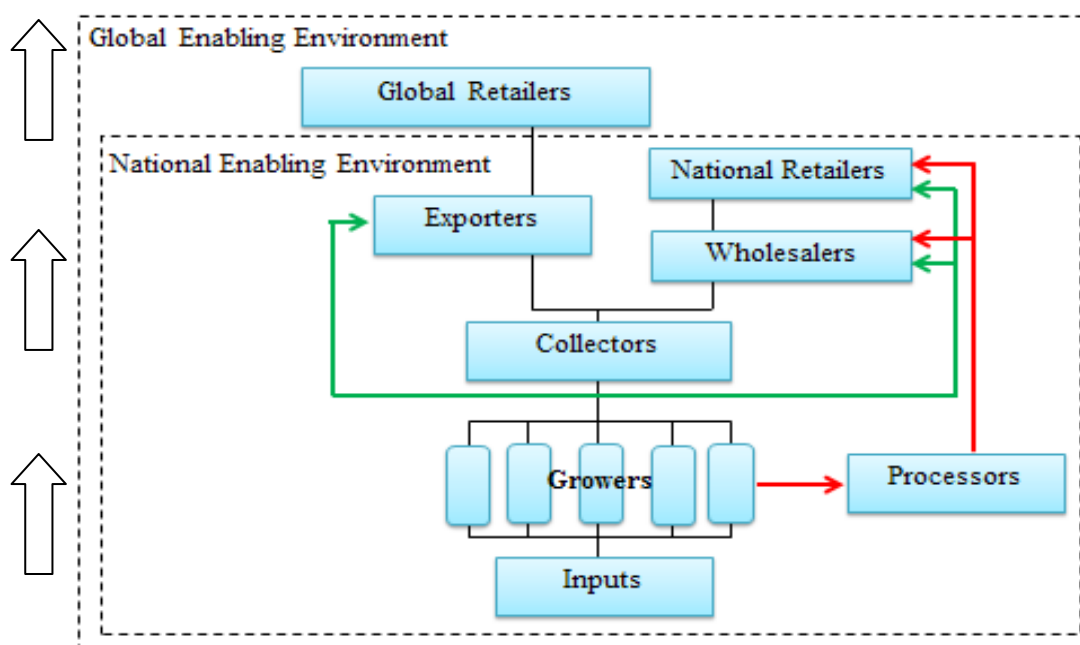 Global Enabling Environment
Global Retailers
National Enabling Environment
National Retailers
Exporters
Wholesalers
Collectors
Growers
Processors
Inputs